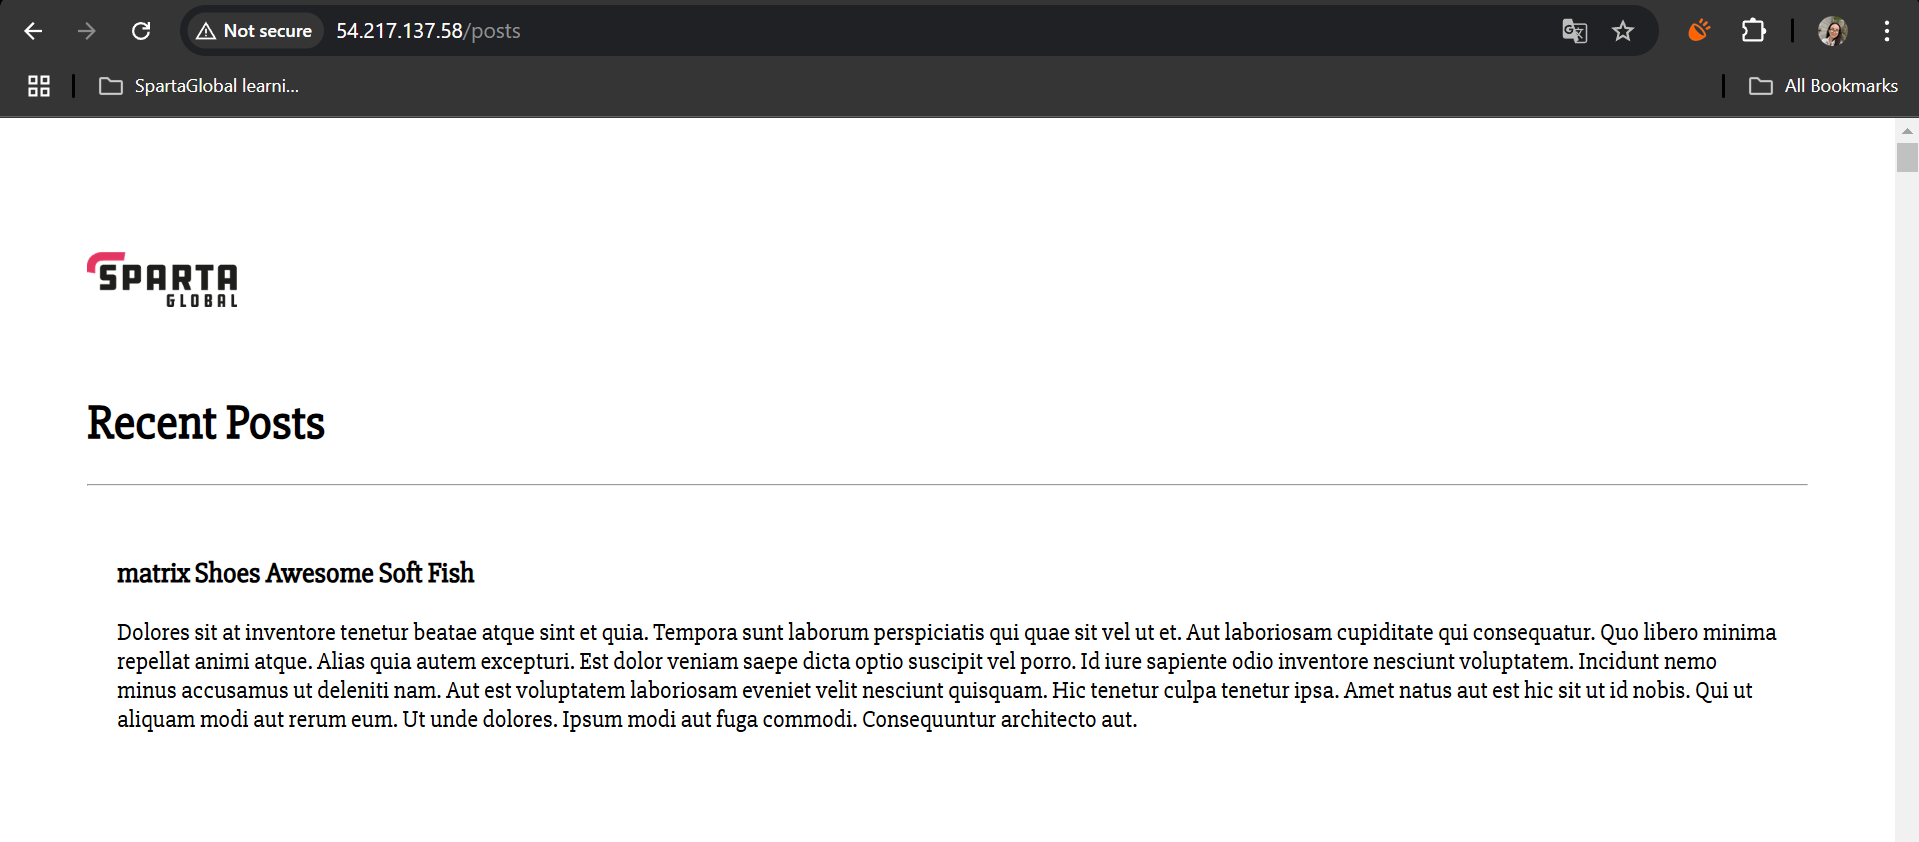 Not secure 54.217.137.58/posts
SpartaGlobal learni...
All Bookmarks
SPARTA
GLOBAL
Recent Posts
matrix Shoes Awesome Soft Fish
Dolores sit at inventore tenetur beatae atque sint et quia. Tempora sunt laborum perspiciatis qui quae sit vel ut et. Aut laboriosam cupiditate qui consequatur. Quo libero minima
repellat animi atque. Alias quia autem excepturi. Est dolor veniam saepe dicta optio suscipit vel porro. Id iure sapiente odio inventore nesciunt voluptatem. Incidunt nemo
minus accusamus ut deleniti nam. Aut est voluptatem laboriosam eveniet velit nesciunt quisquam. Hic tenetur culpa tenetur ipsa. Amet natus aut est hic sit ut id nobis. Qui ut
aliquam modi aut rerum eum. Ut unde dolores. Ipsum modi aut fuga commodi. Consequuntur architecto aut.